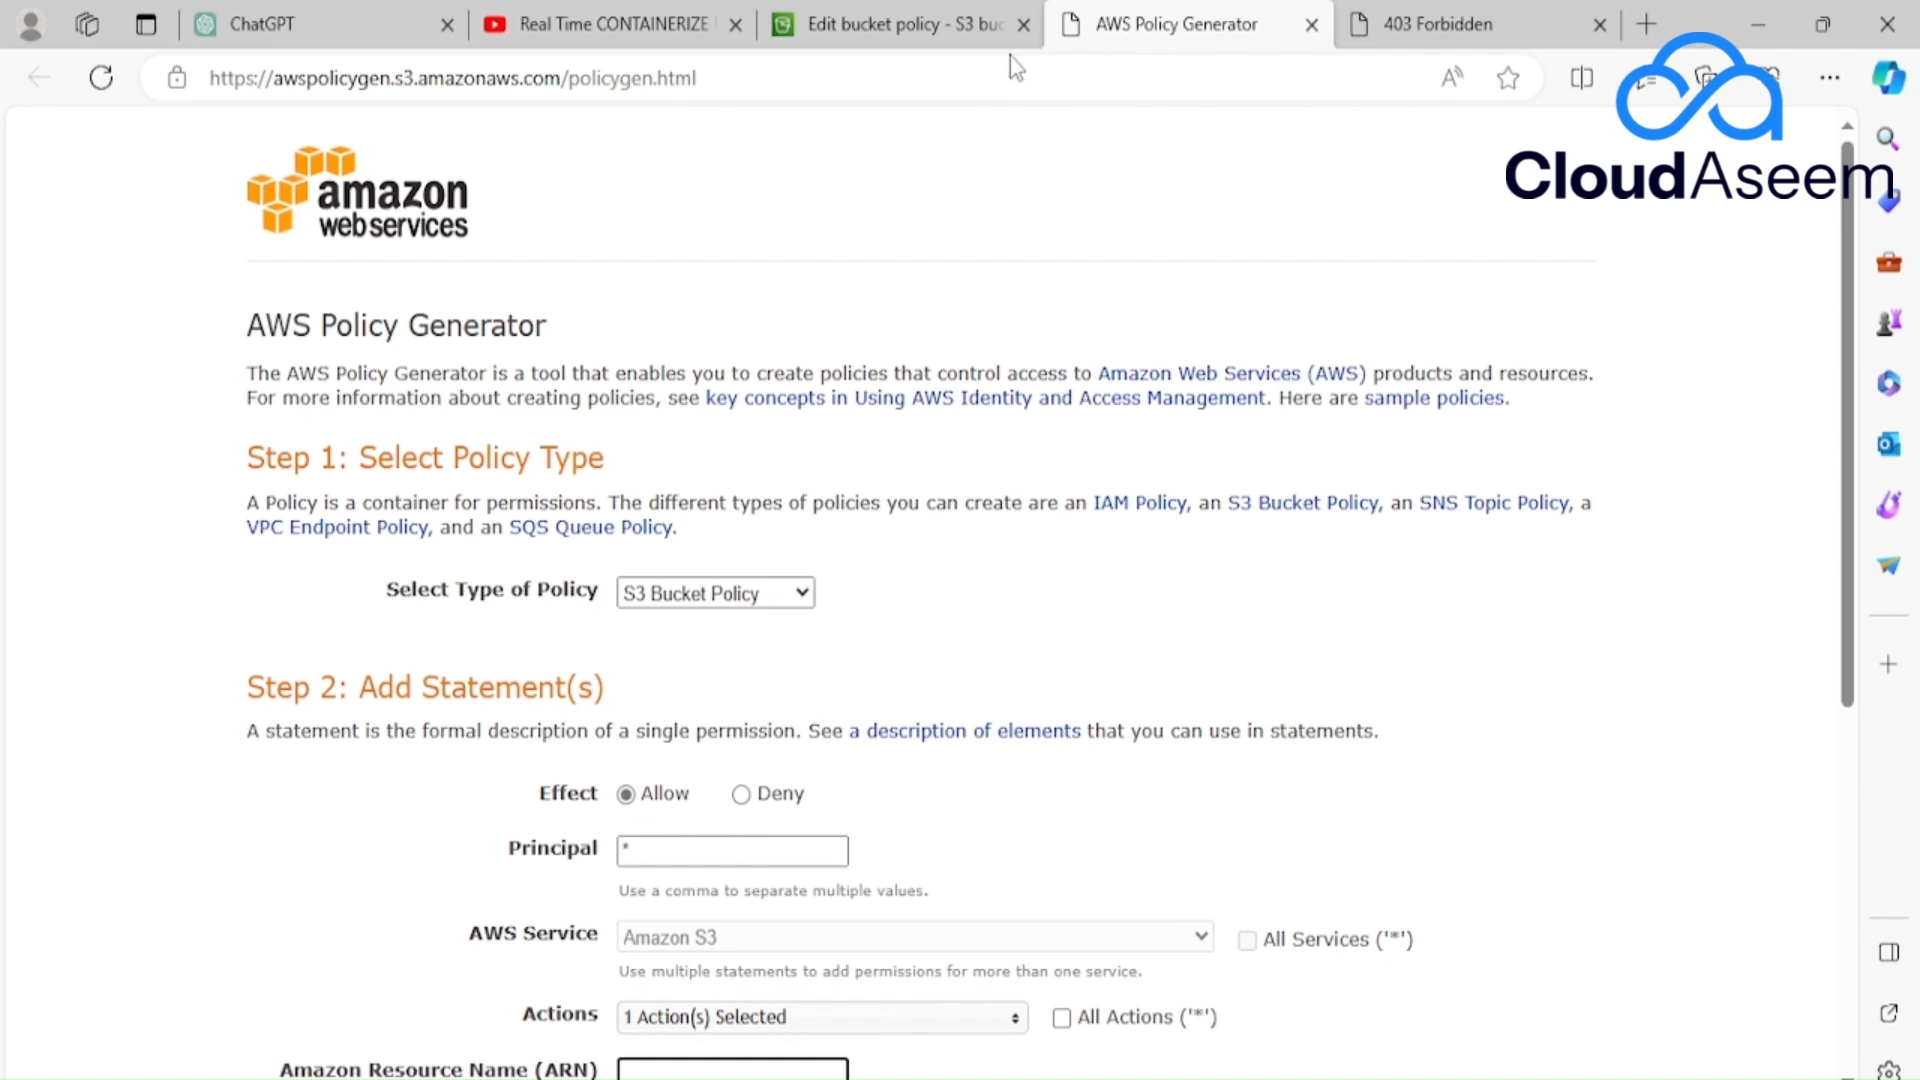 ChatGPT
Real Time CONTAINERIZE
Edit bucket policy - S3 buc
AWS Policy Generator
403 Forbidden
https://awspolicygen.s3.amazonaws.com/policygen.html
CloudAseem
amazon
webservices
AWS Policy Generator
The AWS Policy Generator is a tool that enables you to create policies that control access to Amazon Web Services (AWS) products and resources.
For more information about creating policies, see key concepts in Using AWS Identity and Access Management. Here are sample policies.
Step 1: Select Policy Type
A Policy is a container for permissions. The different types of policies you can create are an IAM Policy, an S3 Bucket Policy, an SNS Topic Policy, a
VPC Endpoint Policy, and an SQS Queue Policy.
Select Type of Policy S3 Bucket Policy
Step 2: Add Statement(s)
A statement is the formal description of a single permission. See a description of elements that you can use in statements.
Effect Allow Deny
Principal *
Use a comma to separate multiple values.
AWS Service Amazon S3 All Services ('*')
Use multiple statements to add permissions for more than one service.
Actions 1 Action(s) Selected All Actions ('*')
Amazon Resource Name (ARN)